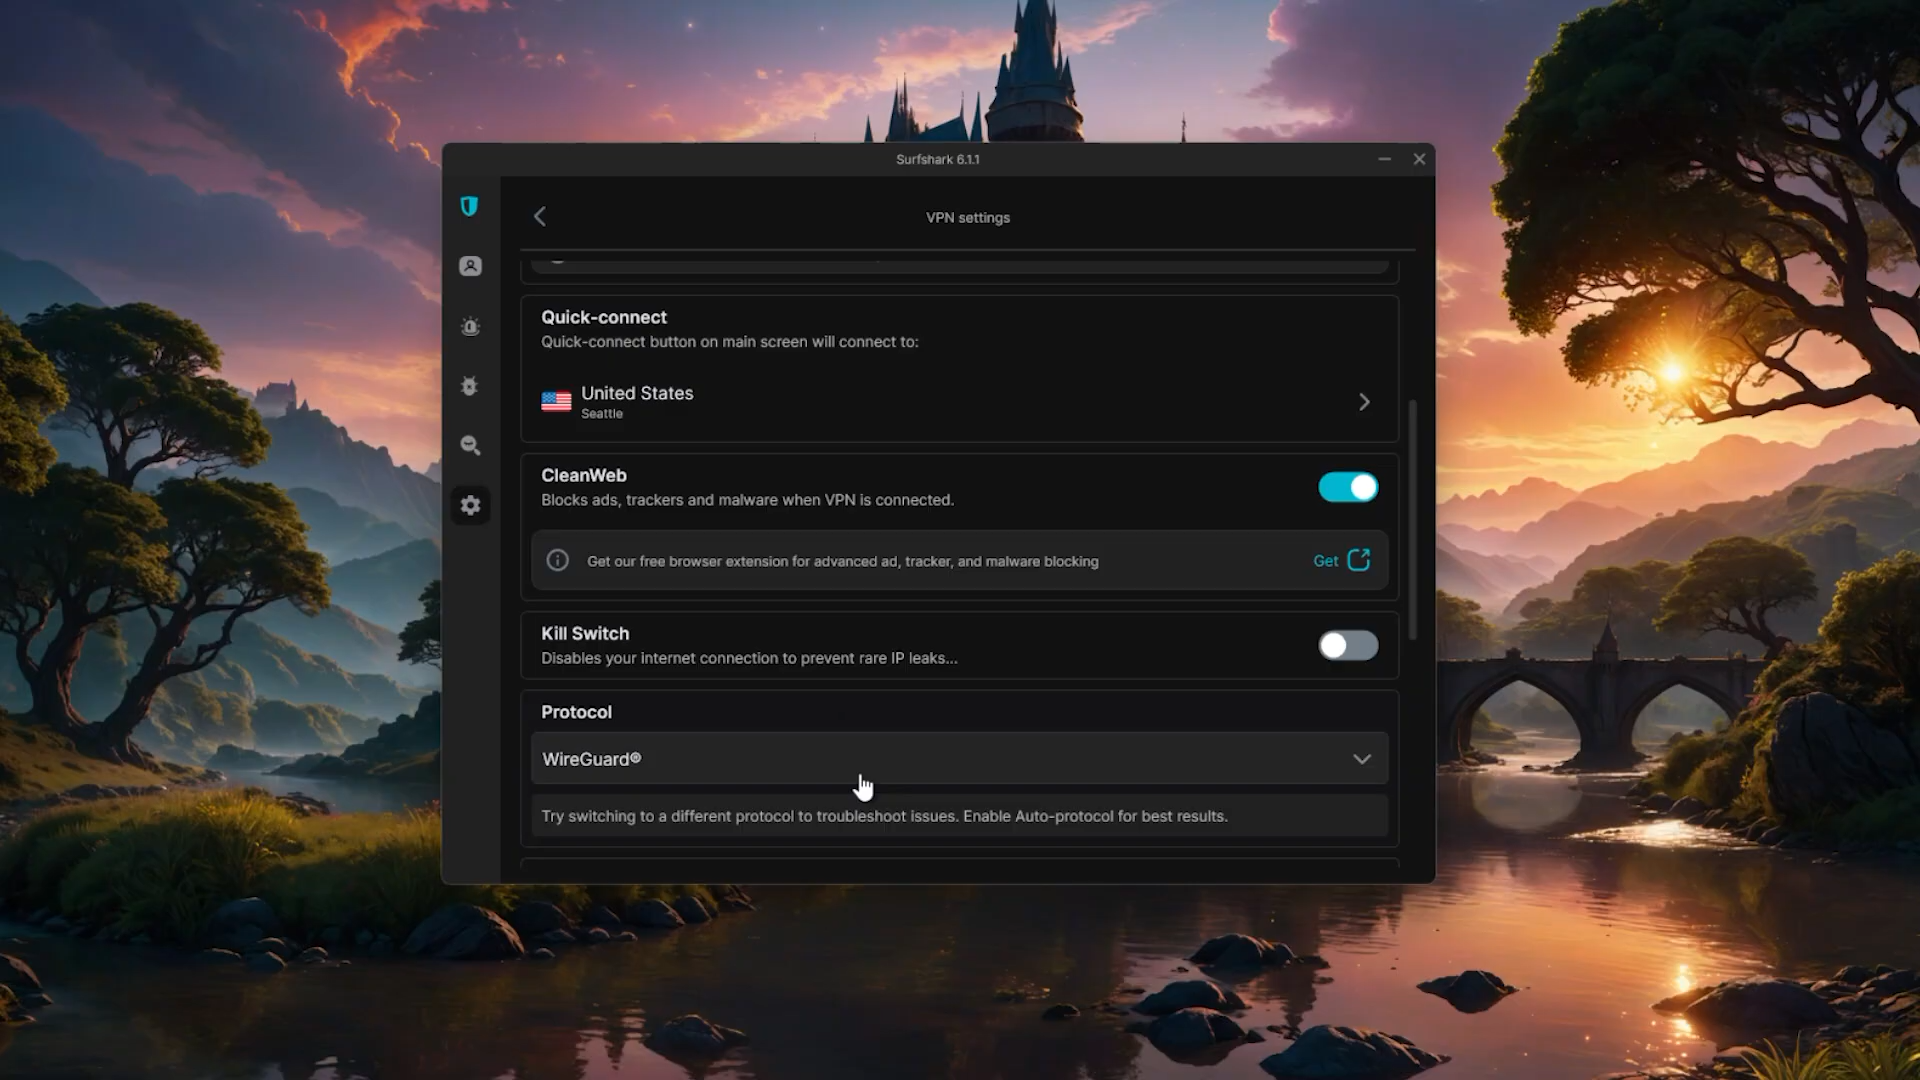 Surfshark 6.1.1
VPN settings
Quick-connect
Quick-connect button on main screen will connect to:
United States
Seattle
CleanWeb
Blocks ads, trackers and malware when VPN is connected.
Get our free browser extension for advanced ad, tracker, and malware blocking
Get
Kill Switch
Disables your internet connection to prevent rare IP leaks...
Protocol
WireGuard®
Try switching to a different protocol to troubleshoot issues. Enable Auto-protocol for best results.